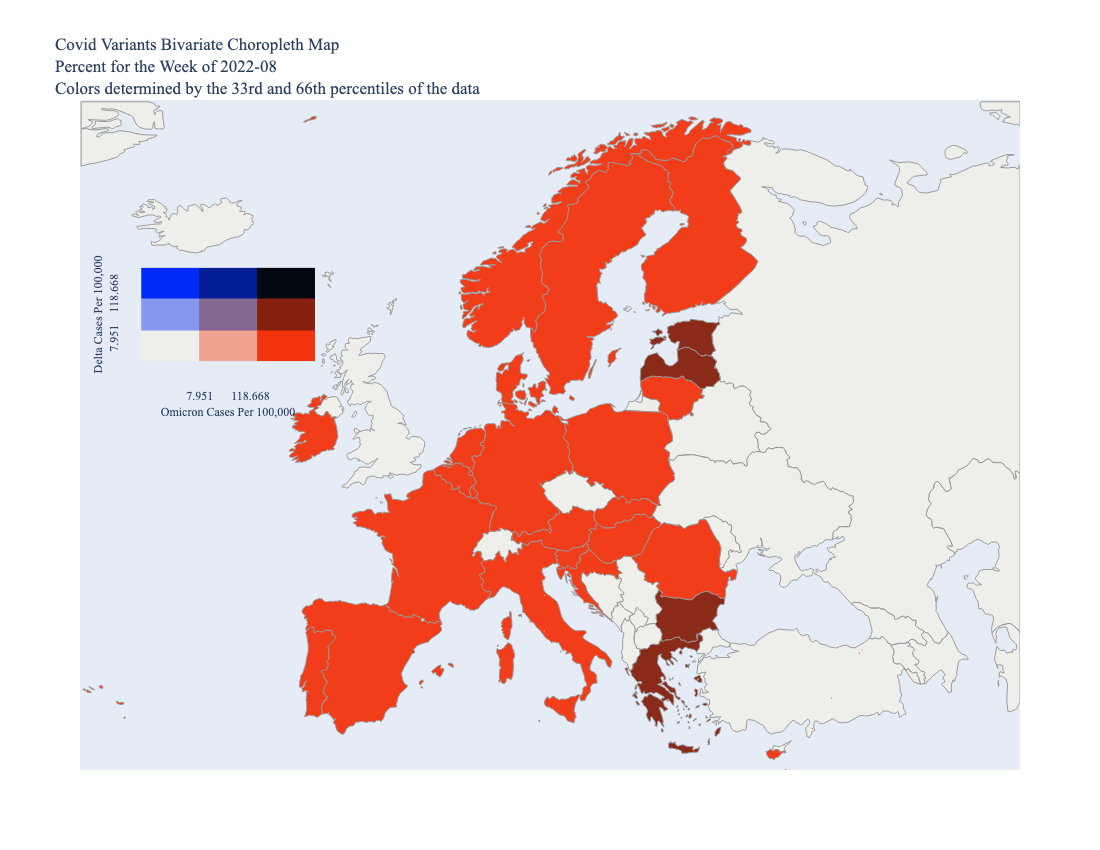 Covid Variants Bivariate Choropleth Map
Percent for the Week of 2022-08
Colors determined by the 33rd and 66th percentiles of the data
Delta Cases Per 100,000
7.951 118.668
7.951 118.668
Omicron Cases Per 100,000